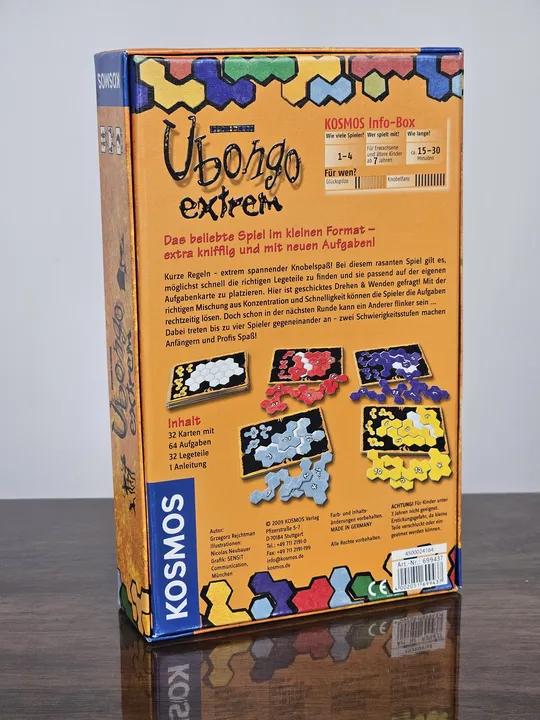 KOSMOS
KOSMOS Info-Box
Wie viele Spieler? Wer spielt mit? Wie lange?
1–4 Für Erwachsene und ältere Kinder ab 7 Jahren ca. 15–30 Minuten
Für wen?
Glückspilze Knobelfans
Ubongo
extrem
Das beliebte Spiel im kleinen Format –
extra knifflig und mit neuen Aufgaben!
Kurze Regeln - extrem spannender Knobelspaß! Bei diesem rasanten Spiel gilt es,
möglichst schnell die richtigen Legeteile zu finden und sie passend auf der eigenen
Aufgabenkarte zu platzieren. Hier ist geschicktes Drehen & Wenden gefragt! Mit der
richtigen Mischung aus Konzentration und Schnelligkeit können die Spieler die Aufgaben
rechtzeitig lösen. Doch schon in der nächsten Runde kann ein Anderer flinker sein ...
Dabei treten bis zu vier Spieler gegeneinander an - zwei Schwierigkeitsstufen machen
Anfängern und Profis Spaß!
Ubongo
extrem
Inhalt
32 Karten mit
64 Aufgaben
32 Legeteile
1 Anleitung
KOSMOS
Autor:
Grzegorz Rejchtman
Illustrationen:
Nicolas Neubauer
Grafik: SENSIT
Communication,
München
© 2009 KOSMOS Verlag
Pfizerstraße 5-7
D-70184 Stuttgart
Tel.: +49 711 2191-0
Fax +49 711 2191-199
info@kosmos.de
kosmos.de
Farb- und Inhalts-
änderungen vorbehalten.
MADE IN GERMANY
Alle Rechte vorbehalten.
ACHTUNG! Für Kinder unter
3 Jahren nicht geeignet.
Erstickungsgefahr, da kleine
Teile verschluckt oder ein-
geatmet werden können.
CE
4500024164
Art.-Nr.: 699437
4 002051 699437